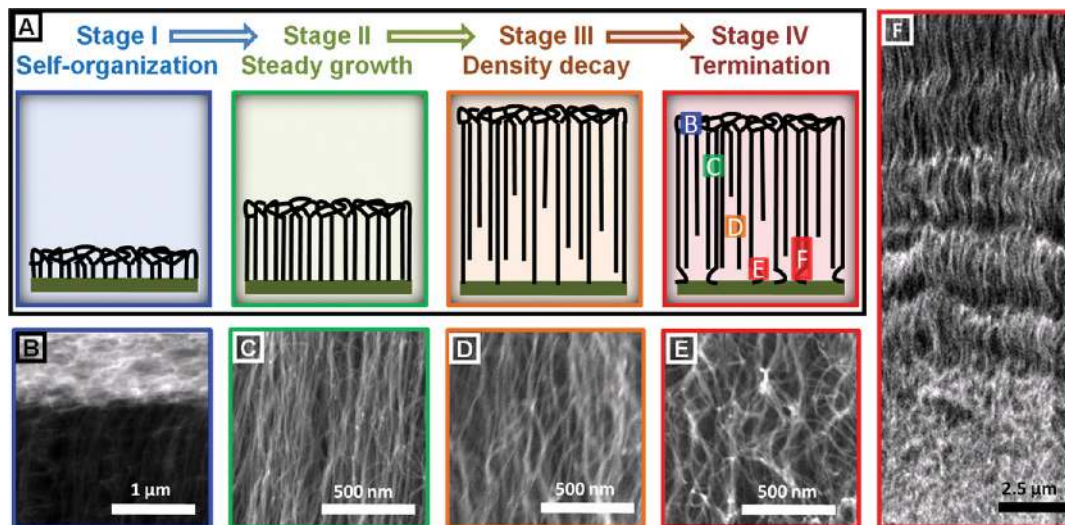 A
Stage I
Stage II
Stage III
Stage IV
Self-organization
Steady growth
Density decay
Termination
B
C
D
E
F
F
B
1 μm
C
500 nm
D
500 nm
E
500 nm
2.5 μm